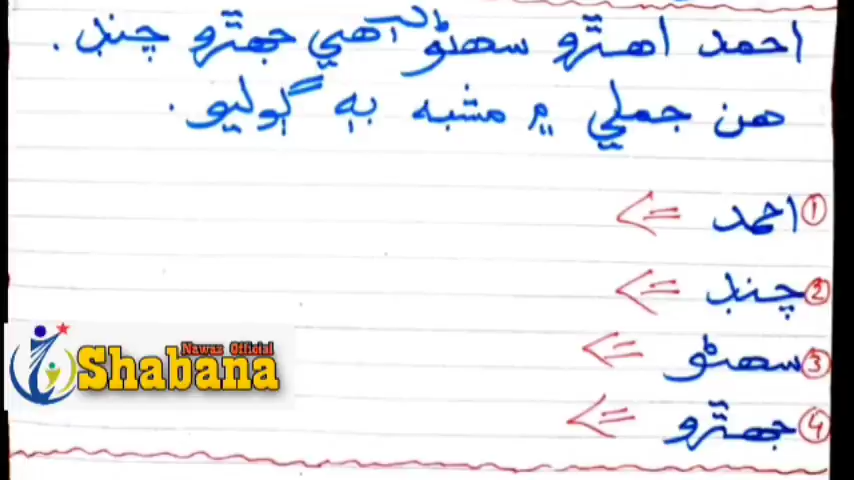 احمد اهڙو سهڻو آهي جهڙو چنڊ .
هن جملي ۾ مشبه به ڳوليو .
① احمد <=
② چنڊ <=
③ سهڻو <=
④ جهڙو <=
Nawaz Official
Shabana